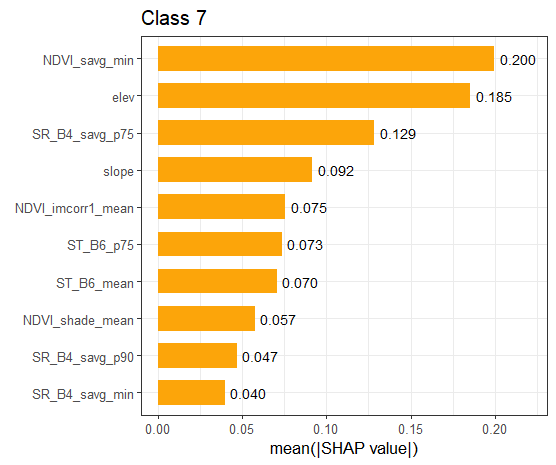 Class 7
NDVI_savg_min 0.200
elev 0.185
SR_B4_savg_p75 0.129
slope 0.092
NDVI_imcorr1_mean 0.075
ST_B6_p75 0.073
ST_B6_mean 0.070
NDVI_shade_mean 0.057
SR_B4_savg_p90 0.047
SR_B4_savg_min 0.040
0.00 0.05 0.10 0.15 0.20
mean(|SHAP value|)